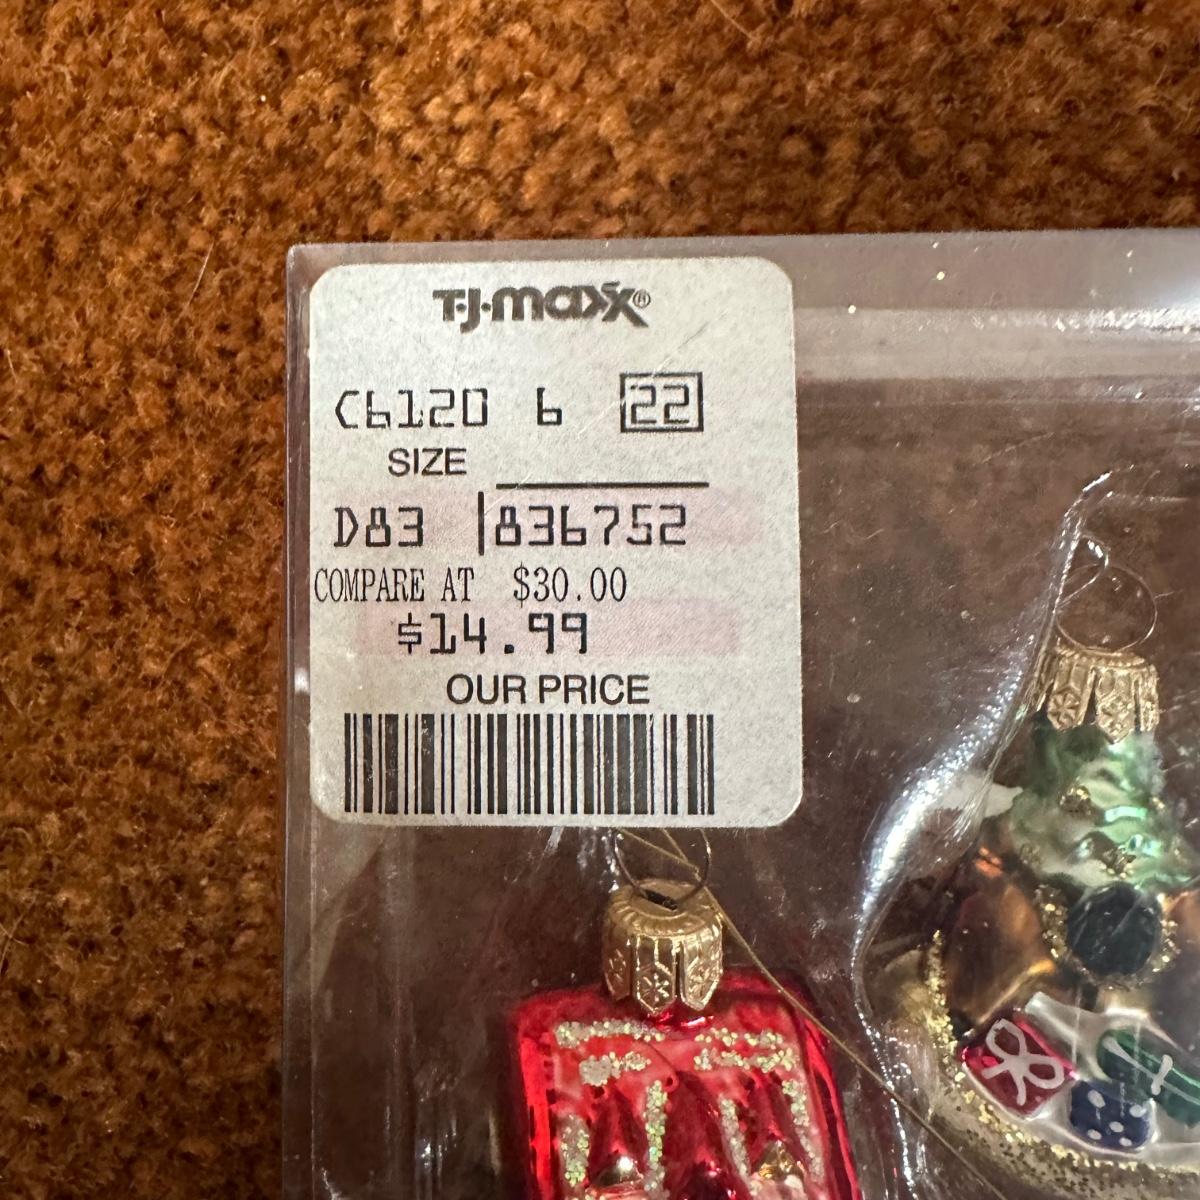 T·J·maxx®
C6120 6 22
SIZE
D83 836752
COMPARE AT $30.00
$14.99
OUR PRICE